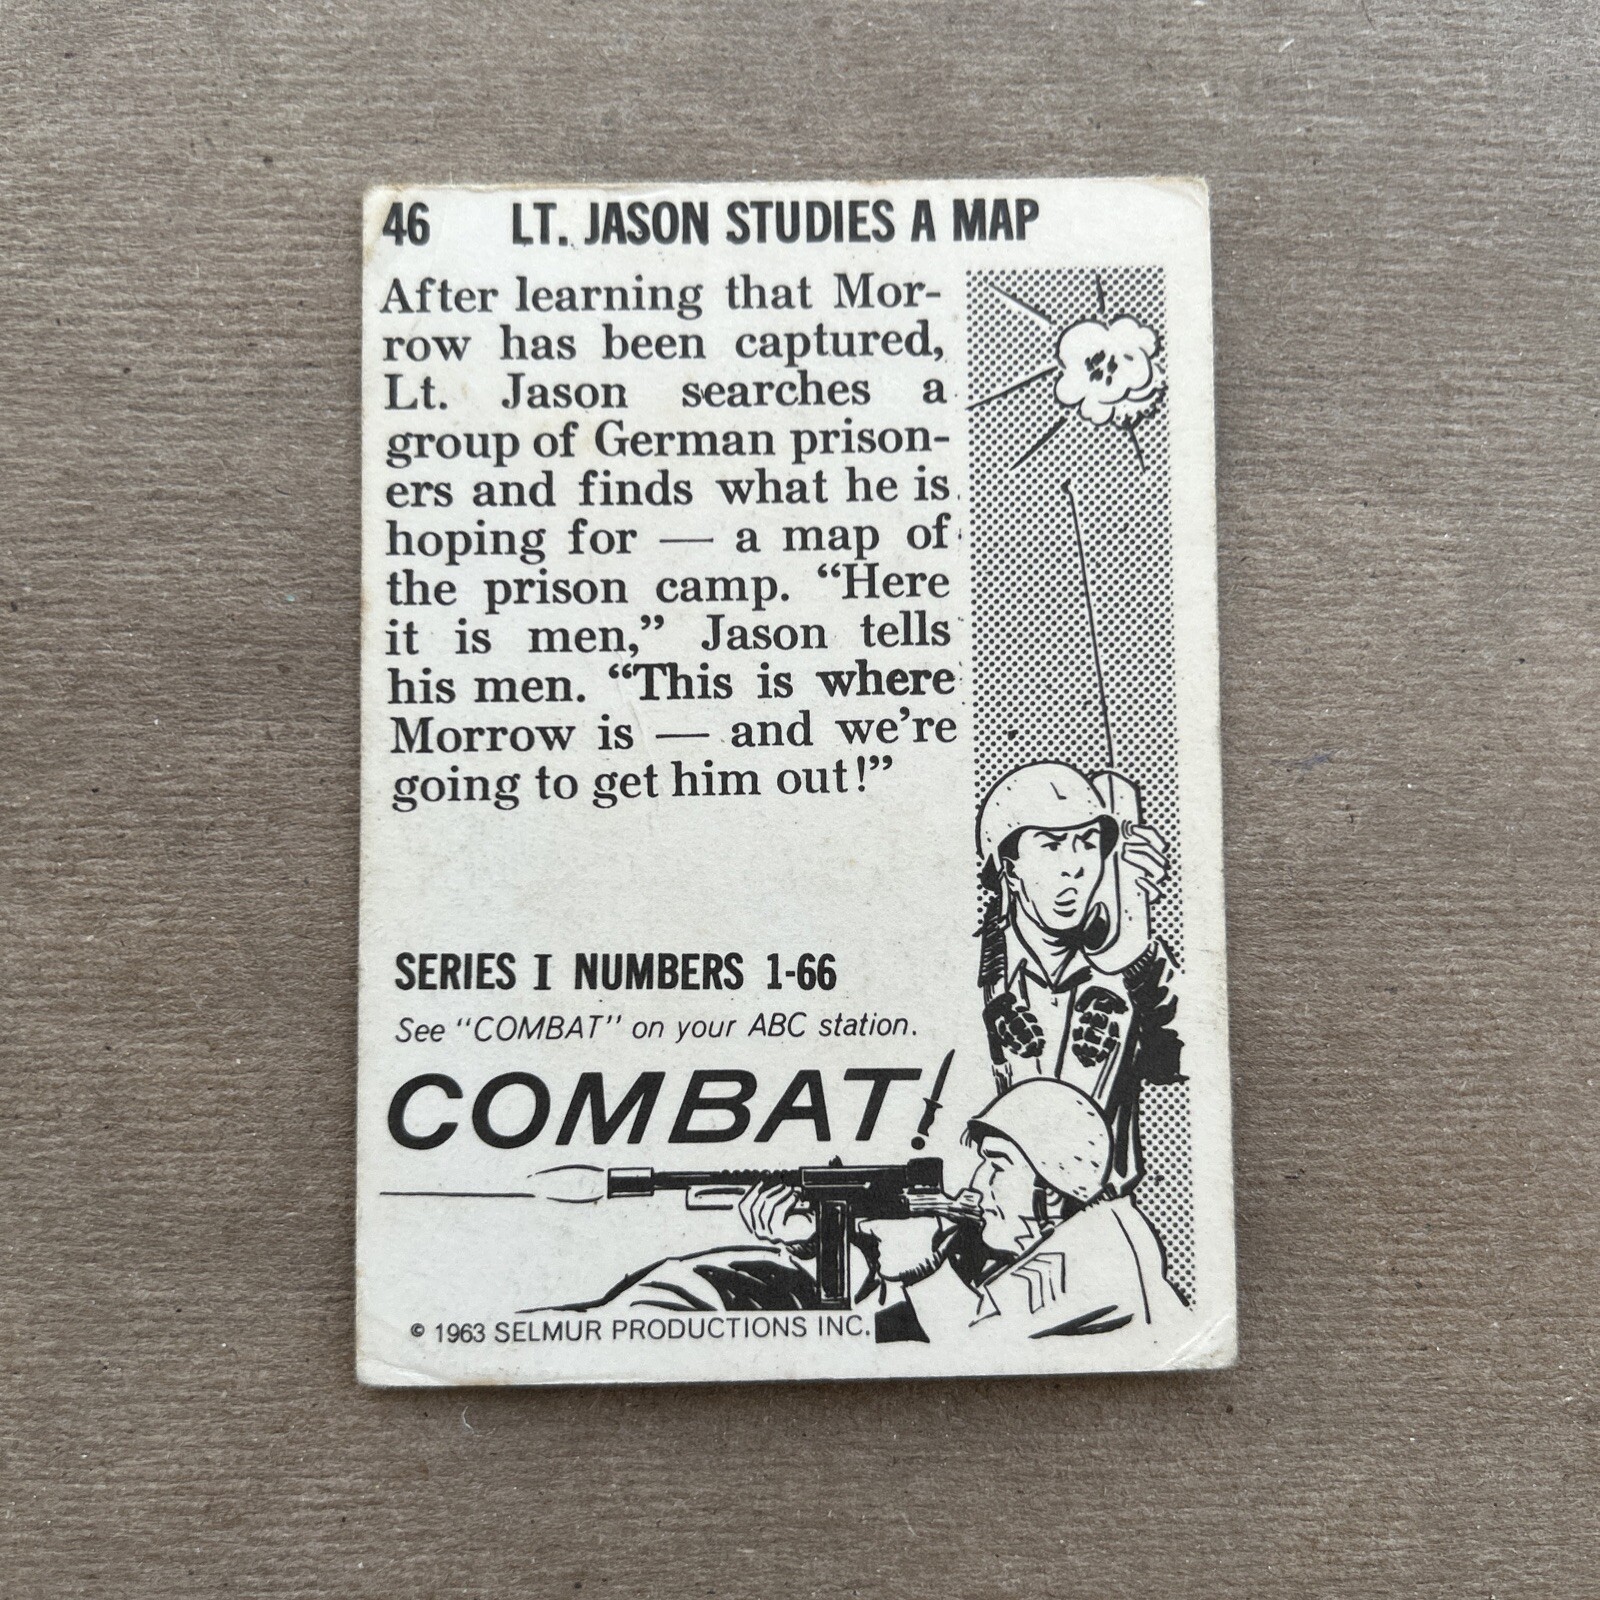 46 LT. JASON STUDIES A MAP
After learning that Mor-
row has been captured,
Lt. Jason searches a
group of German prison-
ers and finds what he is
hoping for — a map of
the prison camp. “Here
it is men,” Jason tells
his men. “This is where
Morrow is — and we’re
going to get him out!”
SERIES I NUMBERS 1-66
See "COMBAT" on your ABC station.
COMBAT!
© 1963 SELMUR PRODUCTIONS INC.